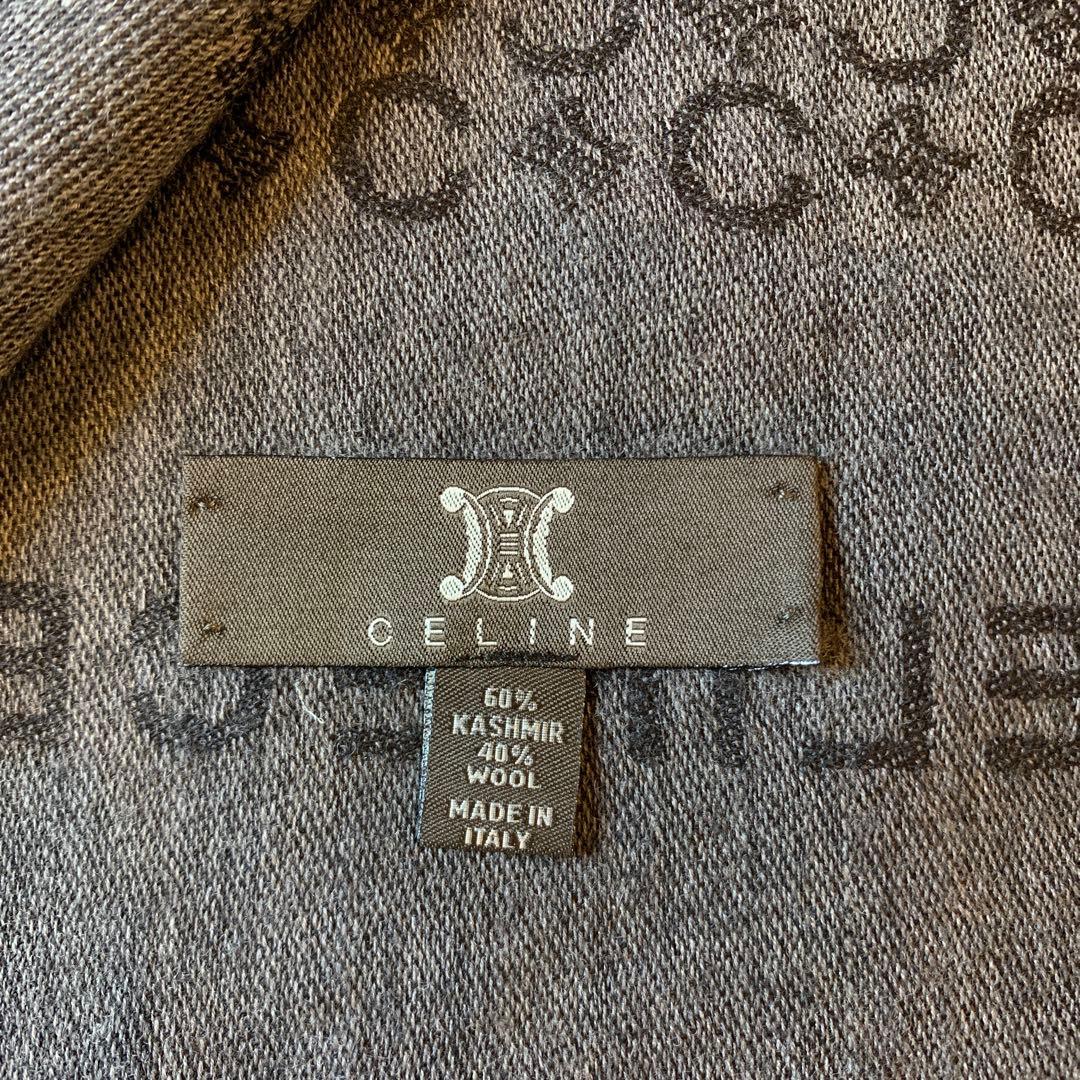 C C C
CELINE
60%
KASHMIR
40%
WOOL
MADE IN
ITALY